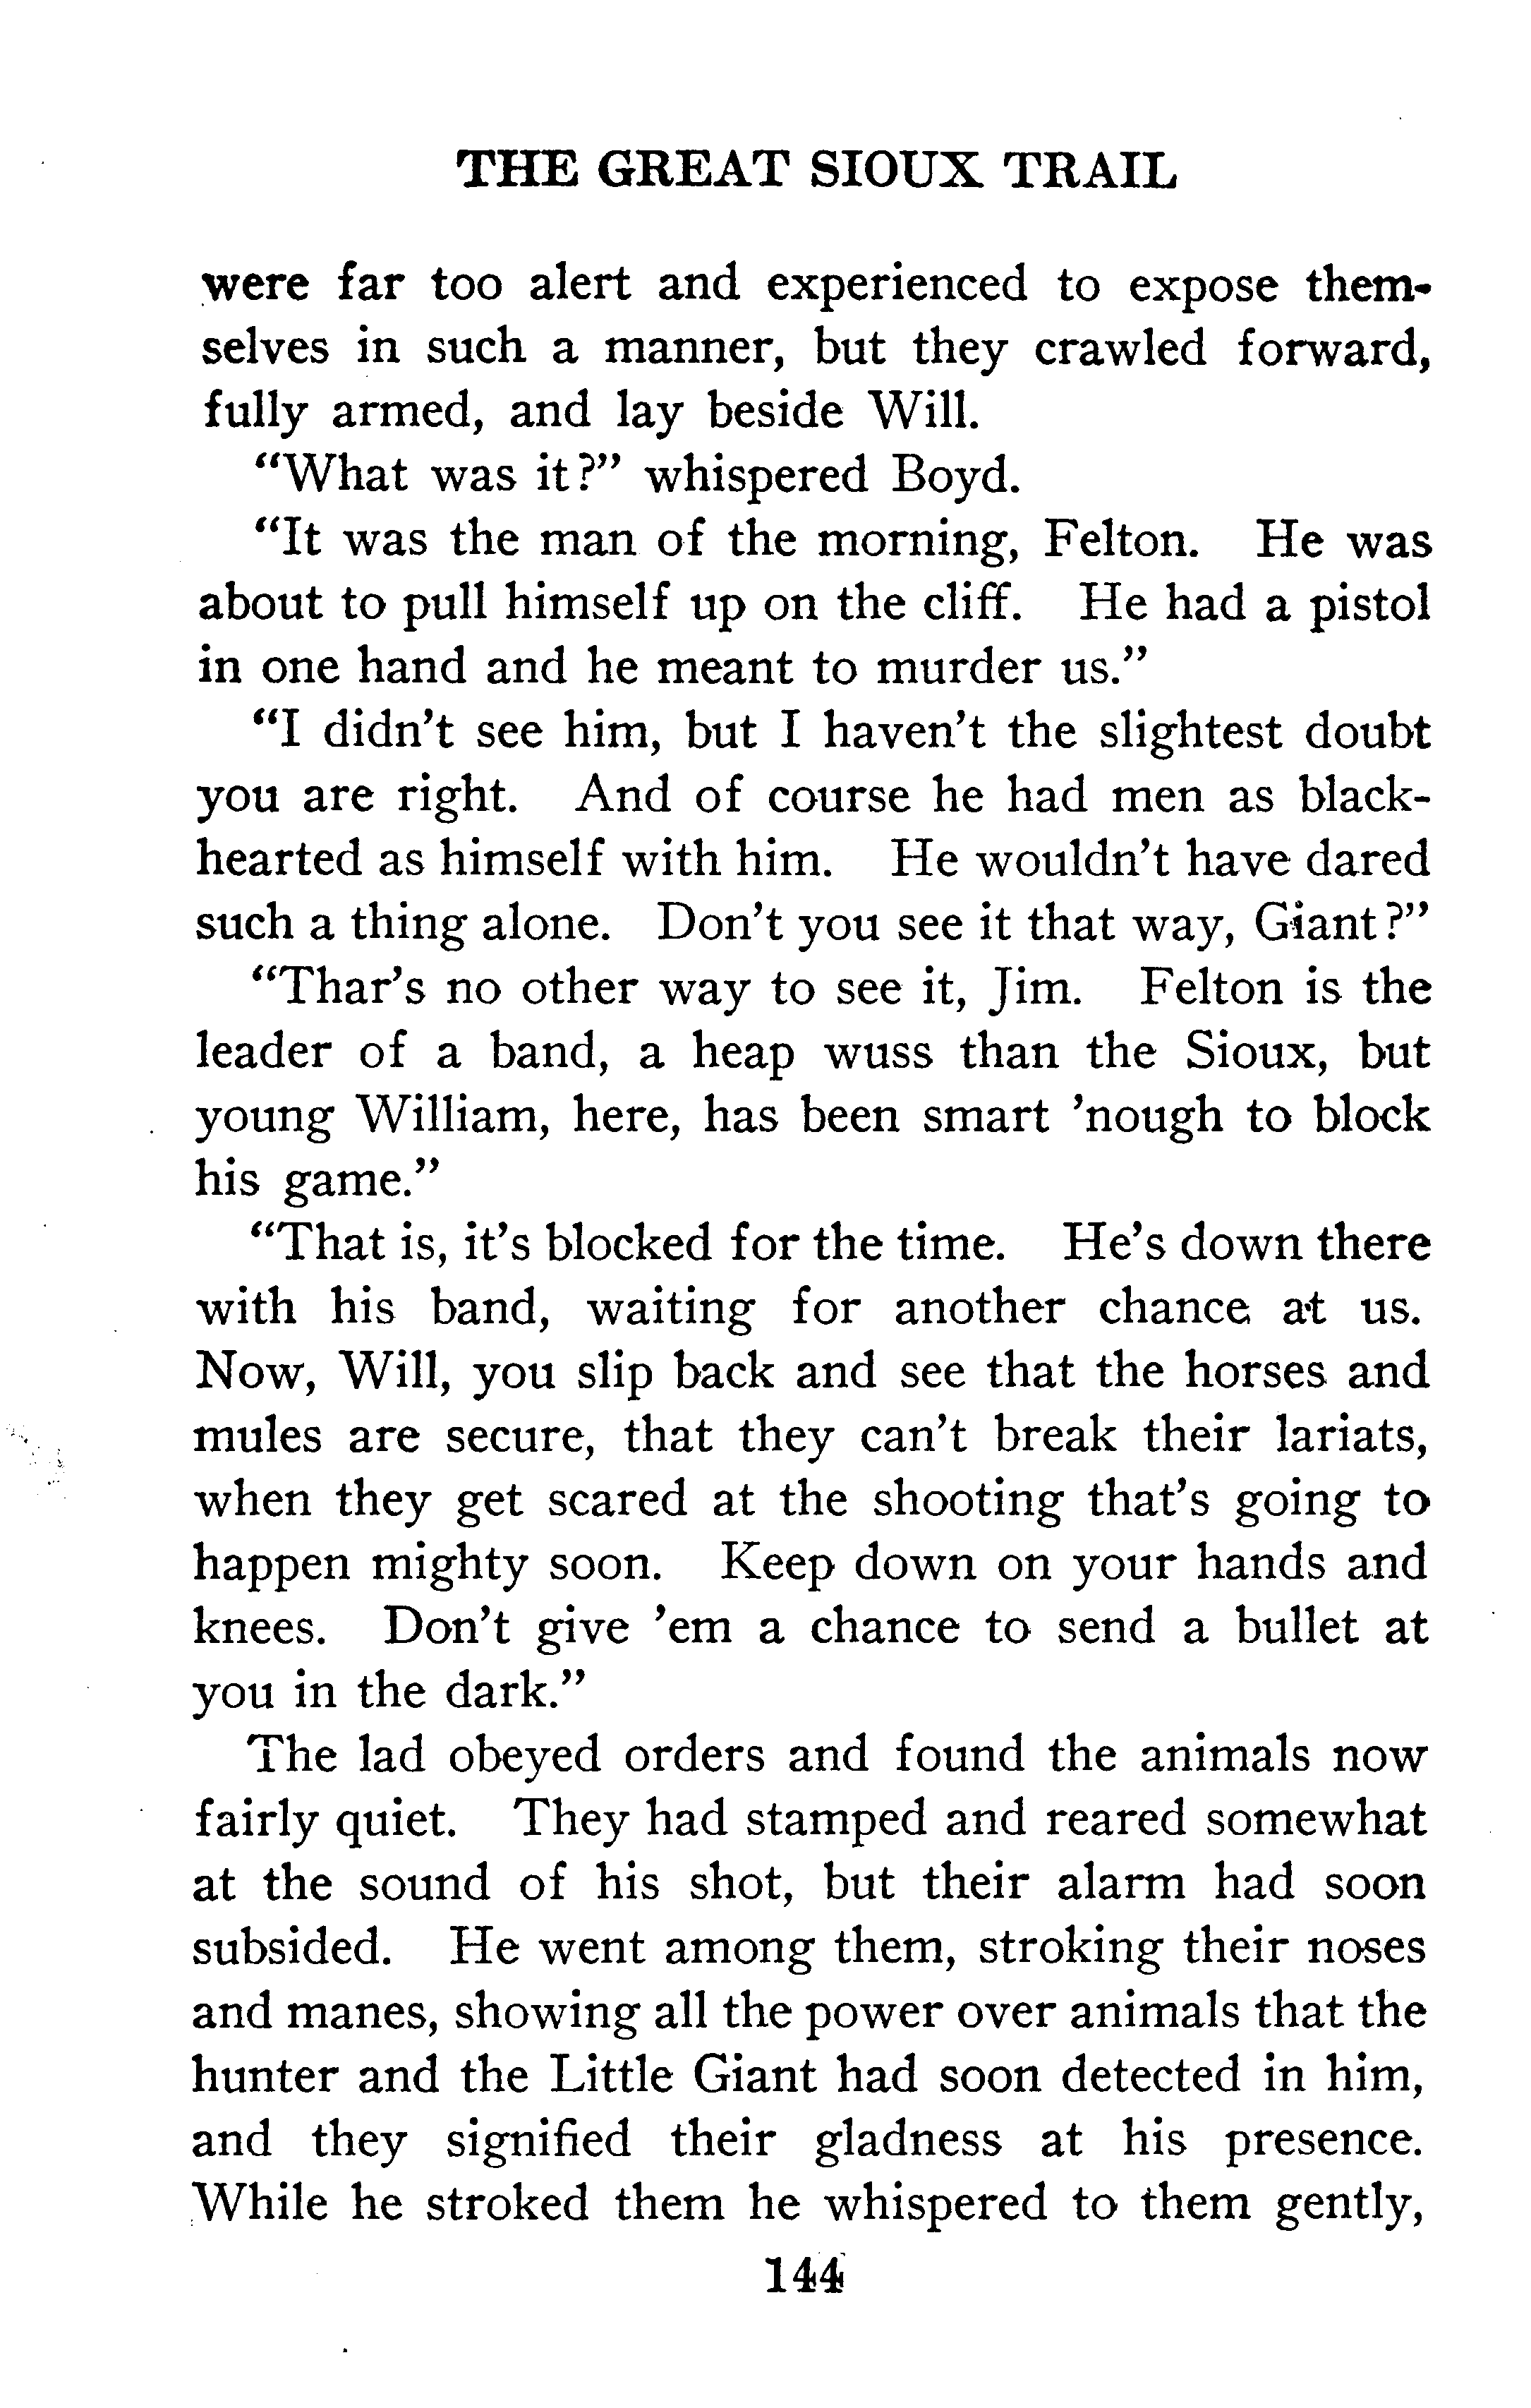 THE GREAT SIOUX TRAIL
were far too alert and experienced to expose them-
selves in such a manner, but they crawled forward,
fully armed, and lay beside Will.
"What was it?" whispered Boyd.
"It was the man of the morning, Felton. He was
about to pull himself up on the cliff. He had a pistol
in one hand and he meant to murder us."
"I didn't see him, but I haven't the slightest doubt
you are right. And of course he had men as black-
hearted as himself with him. He wouldn't have dared
such a thing alone. Don't you see it that way, Giant?"
"Thar's no other way to see it, Jim. Felton is the
leader of a band, a heap wuss than the Sioux, but
young William, here, has been smart 'nough to block
his game."
"That is, it's blocked for the time. He's down there
with his band, waiting for another chance at us.
Now, Will, you slip back and see that the horses and
mules are secure, that they can't break their lariats,
when they get scared at the shooting that's going to
happen mighty soon. Keep down on your hands and
knees. Don't give 'em a chance to send a bullet at
you in the dark."
The lad obeyed orders and found the animals now
fairly quiet. They had stamped and reared somewhat
at the sound of his shot, but their alarm had soon
subsided. He went among them, stroking their noses
and manes, showing all the power over animals that the
hunter and the Little Giant had soon detected in him,
and they signified their gladness at his presence.
While he stroked them he whispered to them gently,
144